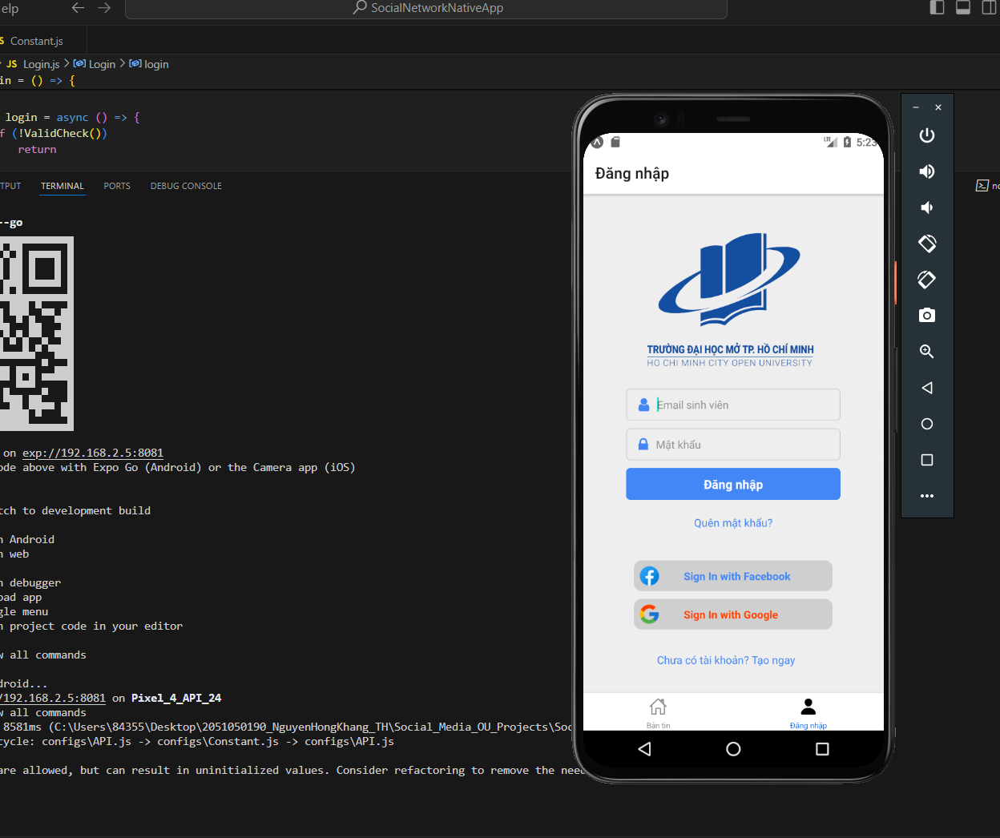 elp
SocialNetworkNativeApp
S Constant.js
JS Login.js > Login > login
in = () => {
login = async () => {
f (!ValidCheck())
return
TPUT TERMINAL PORTS DEBUG CONSOLE
no
--go
on exp://192.168.2.5:8081
ode above with Expo Go (Android) or the Camera app (iOS)
tch to development build
n Android
n web
n debugger
oad app
gle menu
n project code in your editor
w all commands
droid...
/192.168.2.5:8081 on Pixel_4_API_24
w all commands
8581ms (C:\Users\84355\Desktop\2051050190_NguyenHongKhang_TH\Social_Media_OU_Projects\Soc
cycle: configs\API.js -> configs\Constant.js -> configs\API.js
are allowed, but can result in uninitialized values. Consider refactoring to remove the need
LTE 5:23
Đăng nhập
TRƯỜNG ĐẠI HỌC MỞ TP. HỒ CHÍ MINH
HO CHI MINH CITY OPEN UNIVERSITY
Email sinh viên
Mật khẩu
Đăng nhập
Quên mật khẩu?
Sign In with Facebook
Sign In with Google
Chưa có tài khoản? Tạo ngay
Bản tin
Đăng nhập